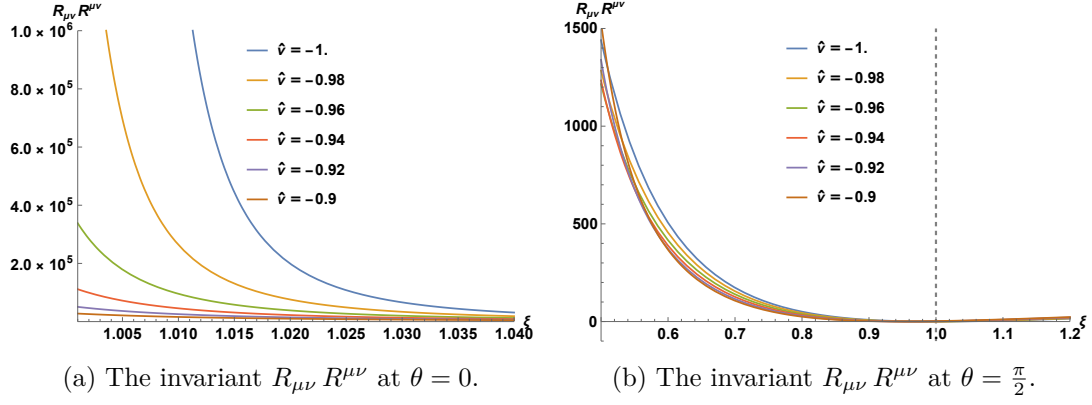 R_μν R^μν
1.0 × 10^6
8.0 × 10^5
6.0 × 10^5
4.0 × 10^5
2.0 × 10^5
1.005 1.010 1.015 1.020 1.025 1.030 1.035 1.040
ξ
v̂ = -1.
v̂ = -0.98
v̂ = -0.96
v̂ = -0.94
v̂ = -0.92
v̂ = -0.9
(a) The invariant R_μν R^μν at θ = 0.
R_μν R^μν
1500
1000
500
0
0.6 0.7 0.8 0.9 1.0 1.1 1.2
ξ
v̂ = -1.
v̂ = -0.98
v̂ = -0.96
v̂ = -0.94
v̂ = -0.92
v̂ = -0.9
(b) The invariant R_μν R^μν at θ = π/2.